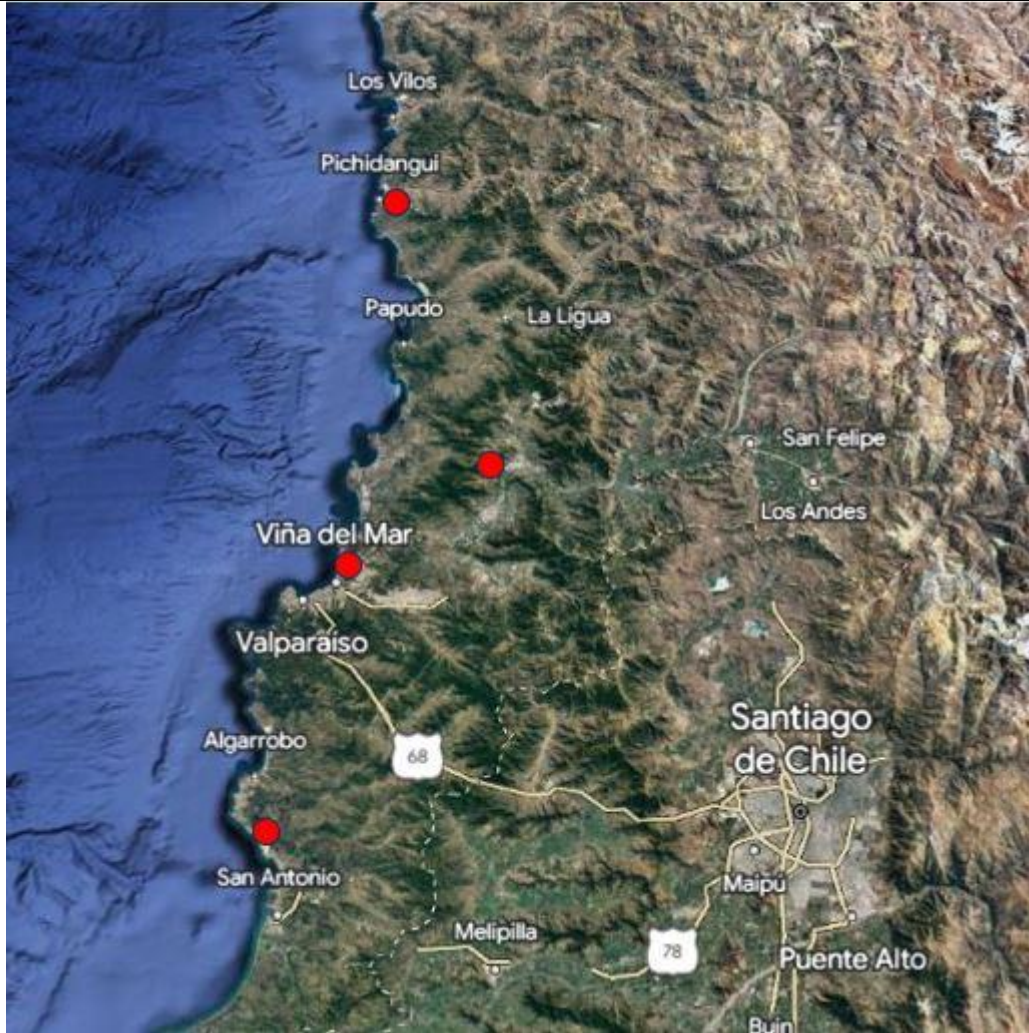 Los Vilos
Pichidangui
Papudo
La Ligua
San Felipe
Los Andes
Viña del Mar
Valparaíso
Santiago
de Chile
Algarrobo
68
San Antonio
Maipú
Melipilla
78
Puente Alto
Buin